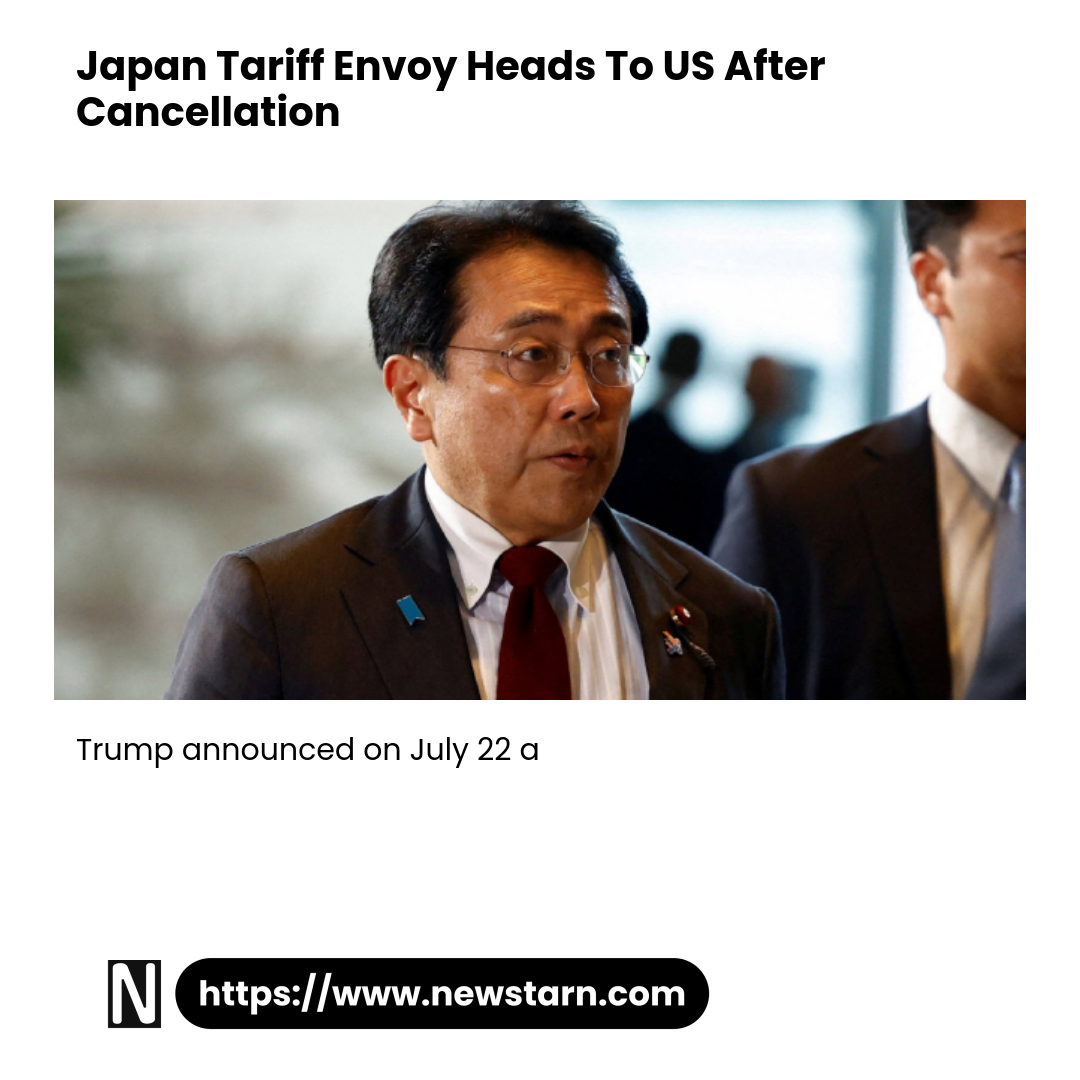 Japan Tariff Envoy Heads To US After
Cancellation
Trump announced on July 22 a
N
https://www.newstarn.com